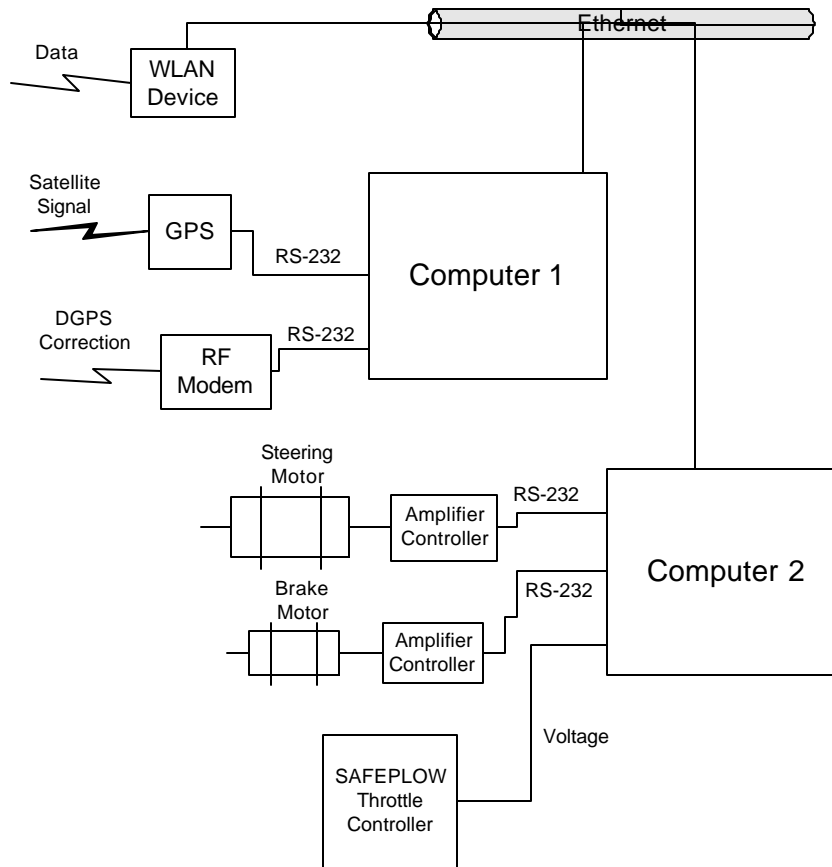 Ethernet
Data
WLAN
Device
Satellite
Signal
GPS
RS-232
Computer 1
DGPS
Correction
RS-232
RF
Modem
Steering
Motor
Amplifier
Controller
RS-232
Computer 2
RS-232
Brake
Motor
Amplifier
Controller
Voltage
SAFEPLOW
Throttle
Controller